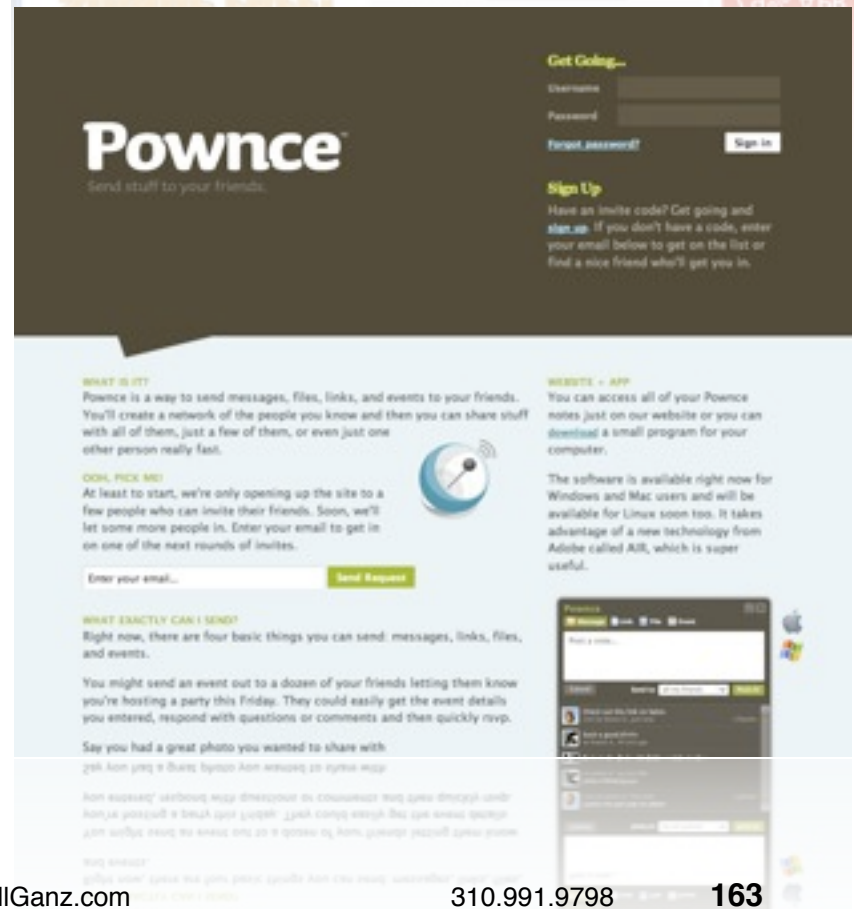 Pownce
Send stuff to your friends.
Get Going...
Username
Password
Forgot password?
Sign in
Sign Up
Have an invite code? Get going and
sign up. If you don't have a code, enter
your email below to get on the list or
find a nice friend who'll get you in.
WHAT IS IT?
Pownce is a way to send messages, files, links, and events to your friends.
You'll create a network of the people you know and then you can share stuff
with all of them, just a few of them, or even just one
other person really fast.
OOH, PICK ME!
At least to start, we're only opening up the site to a
few people who can invite their friends. Soon, we'll
let some more people in. Enter your email to get in
on one of the next rounds of invites.
Enter your email...
Send Request
WHAT EXACTLY CAN I SEND?
Right now, there are four basic things you can send: messages, links, files,
and events.
You might send an event out to a dozen of your friends letting them know
you're hosting a party this Friday. They could easily get the event details
you entered, respond with questions or comments and then quickly rsvp.
Say you had a great photo you wanted to share with
WEBSITE + APP
You can access all of your Pownce
notes just on our website or you can
download a small program for your
computer.
The software is available right now for
Windows and Mac users and will be
available for Linux soon too. It takes
advantage of a new technology from
Adobe called AIR, which is super
useful.
Pownce
Message Link File Event
Post a note...
Send to
llGanz.com
310.991.9798
163